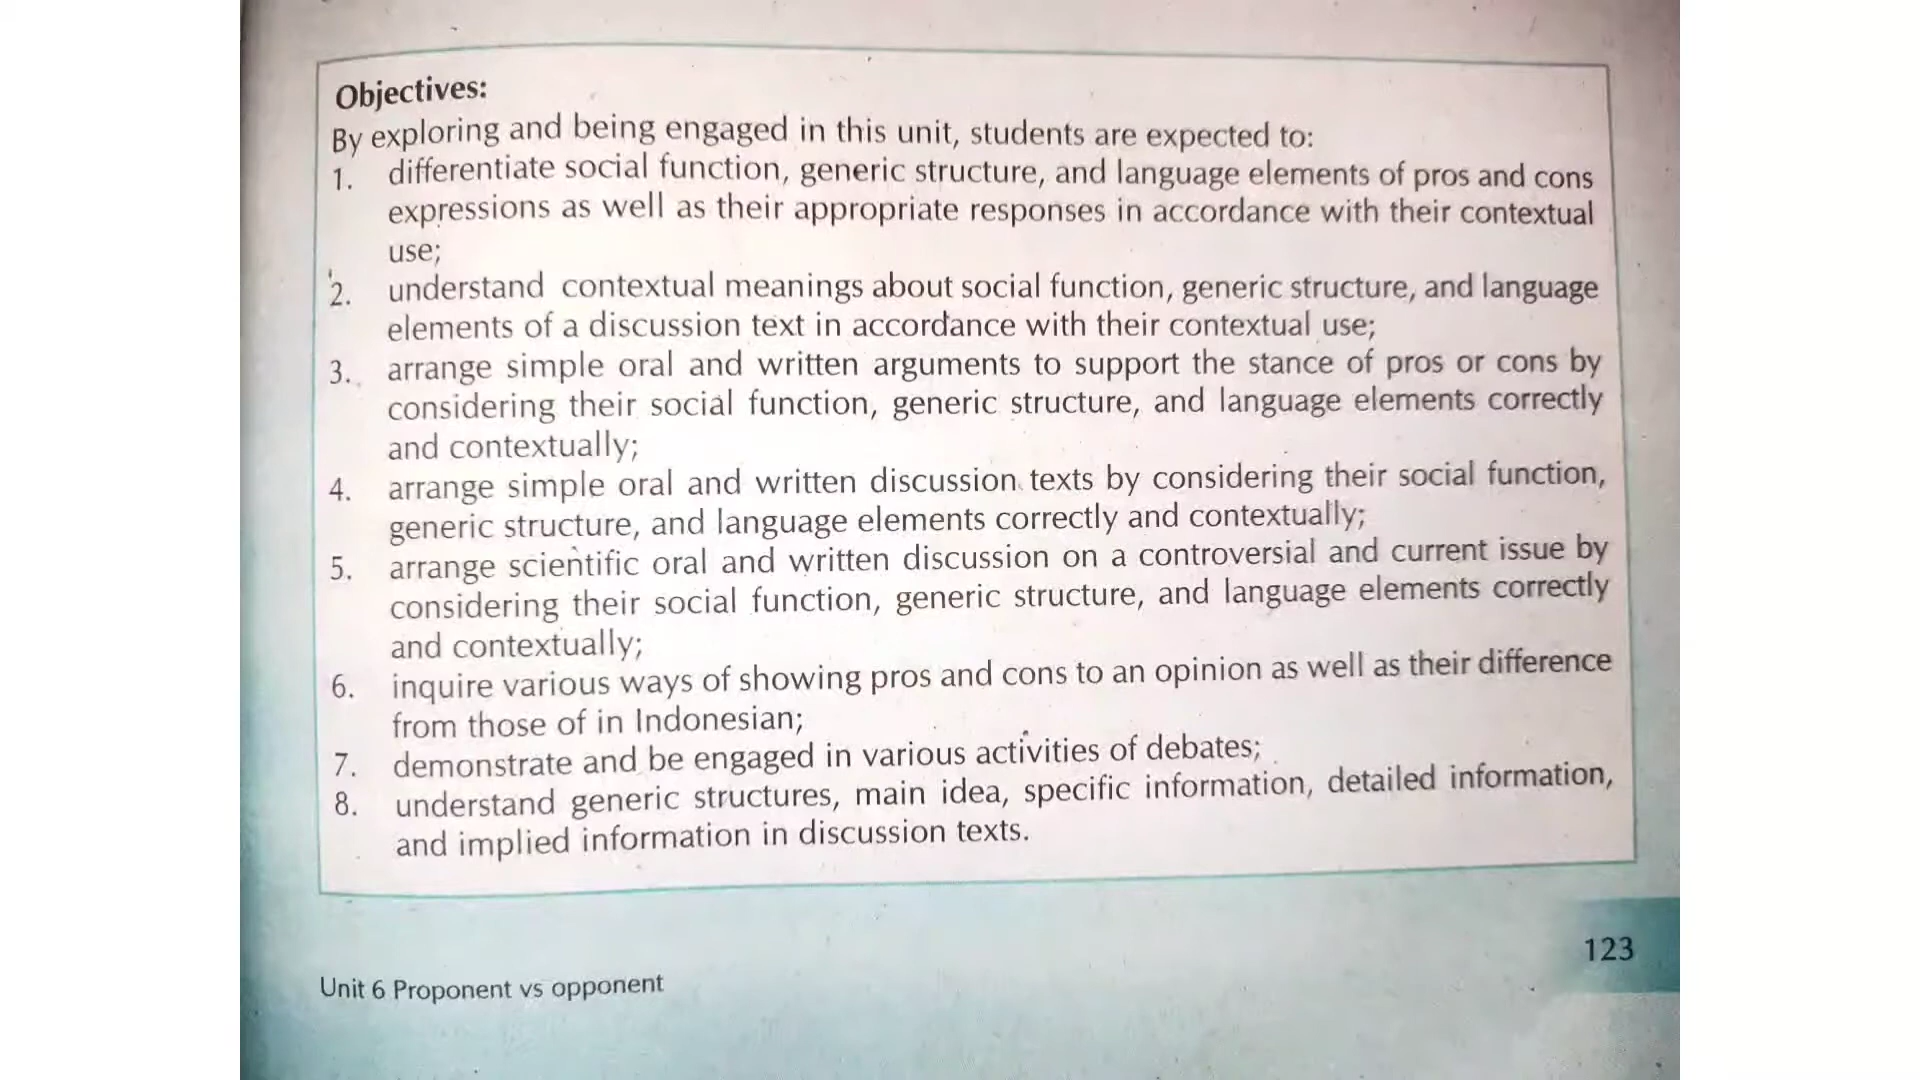 Objectives:
By exploring and being engaged in this unit, students are expected to:
1. differentiate social function, generic structure, and language elements of pros and cons
expressions as well as their appropriate responses in accordance with their contextual
use;
2. understand contextual meanings about social function, generic structure, and language
elements of a discussion text in accordance with their contextual use;
3. arrange simple oral and written arguments to support the stance of pros or cons by
considering their social function, generic structure, and language elements correctly
and contextually;
4. arrange simple oral and written discussion texts by considering their social function,
generic structure, and language elements correctly and contextually;
5. arrange scientific oral and written discussion on a controversial and current issue by
considering their social function, generic structure, and language elements correctly
and contextually;
6. inquire various ways of showing pros and cons to an opinion as well as their difference
from those of in Indonesian;
7. demonstrate and be engaged in various activities of debates;
8. understand generic structures, main idea, specific information, detailed information,
and implied information in discussion texts.
123
Unit 6 Proponent vs opponent